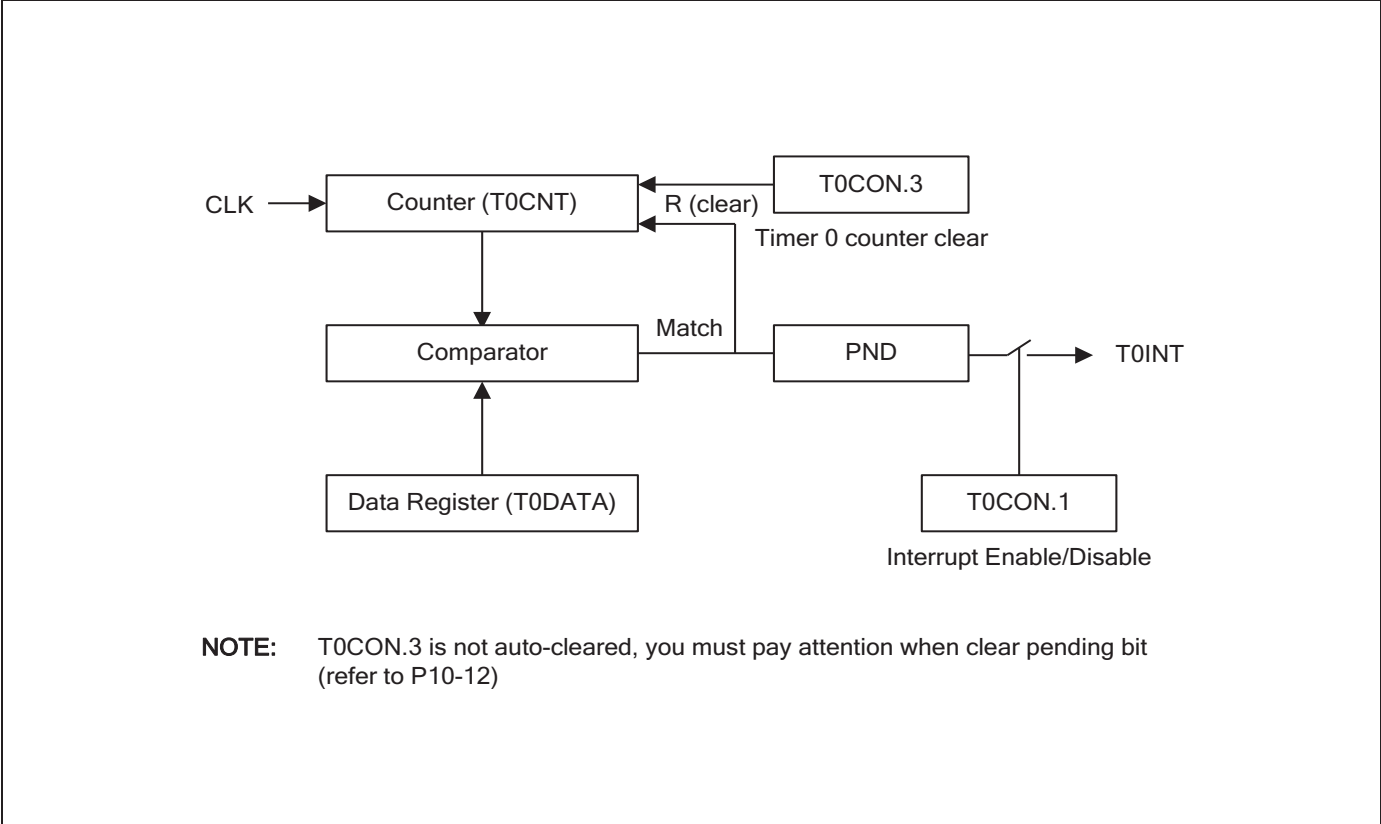 T0CON.3
CLK
Counter (T0CNT)
R (clear)
Timer 0 counter clear
Match
Comparator
PND
T0INT
Data Register (T0DATA)
T0CON.1
Interrupt Enable/Disable
NOTE: T0CON.3 is not auto-cleared, you must pay attention when clear pending bit
(refer to P10-12)